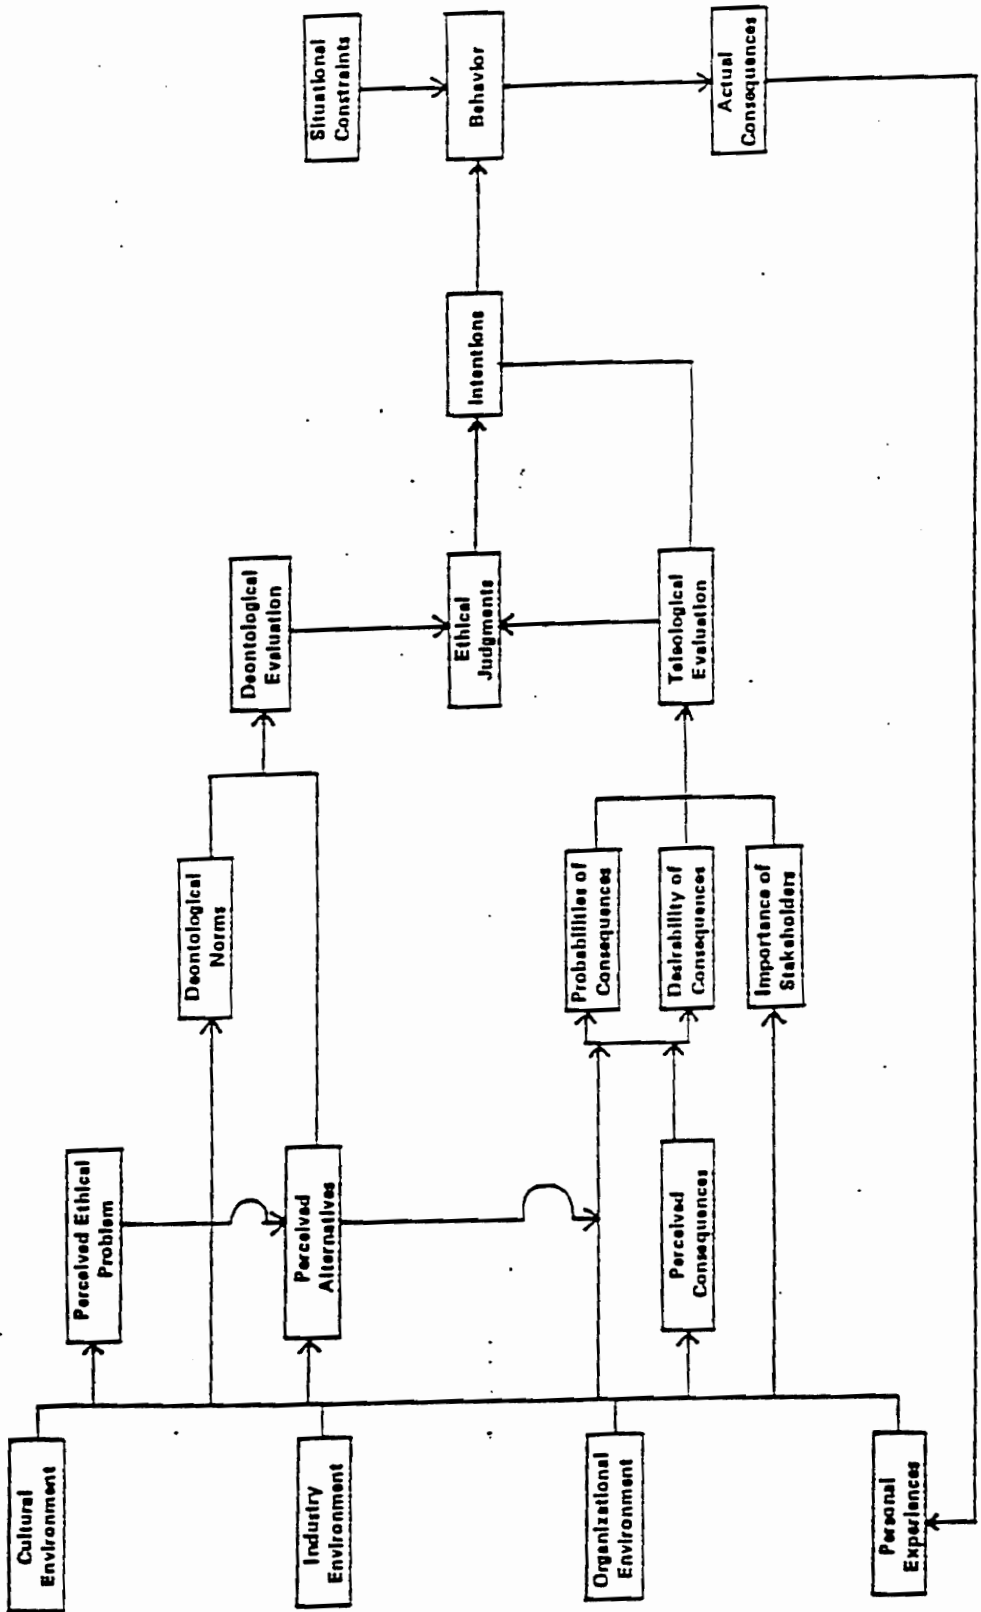 Cultural
Environment
Industry
Environment
Organizational
Environment
Personal
Experiences
Perceived Ethical
Problem
Perceived
Alternatives
Perceived
Consequences
Deontological
Norms
Probabilities of
Consequences
Desirability of
Consequences
Importance of
Stakeholders
Deontological
Evaluation
Ethical
Judgments
Teleological
Evaluation
Intentions
Situational
Constraints
Behavior
Actual
Consequences